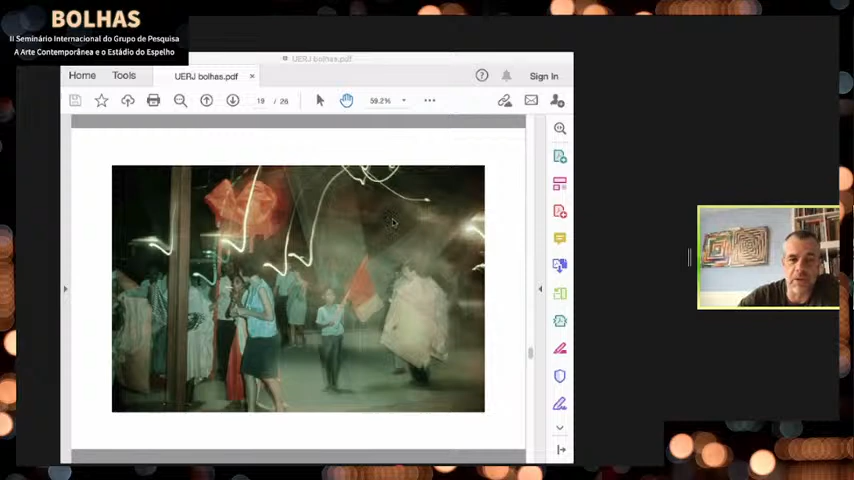 BOLHAS
II Seminário Internacional do Grupo de Pesquisa
A Arte Contemporânea e o Estádio do Espelho
UERJ bolhas.pdf
Home Tools UERJ bolhas.pdf × Sign In
19 / 26 59.2%